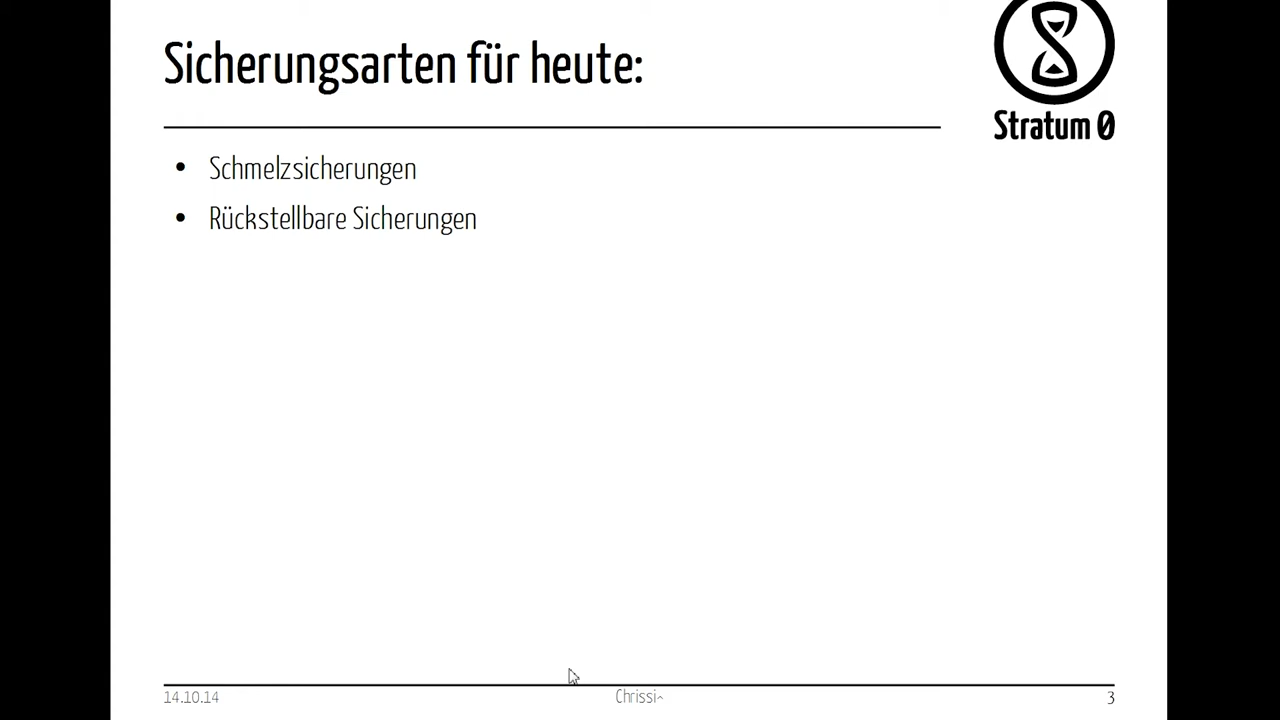 Sicherungsarten für heute:
Stratum 0
• Schmelzsicherungen
• Rückstellbare Sicherungen
14.10.14
Chrissi^
3